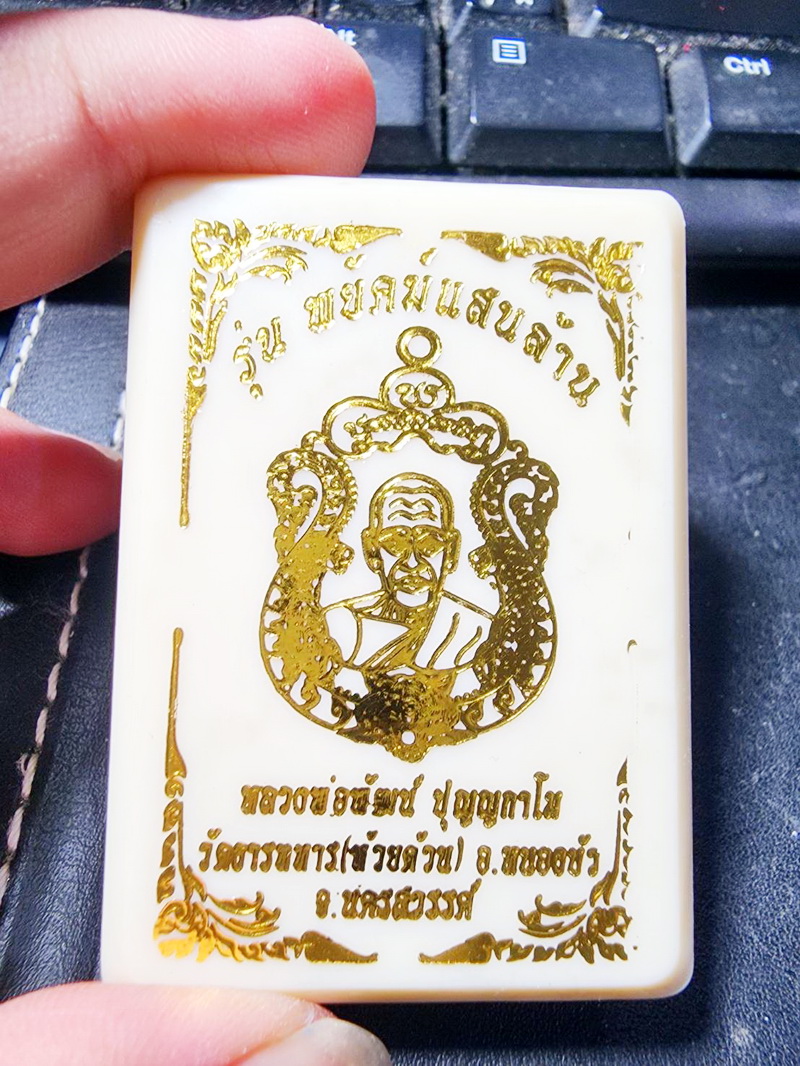 Alt
Ctrl
รุ่น พยัคฆ์แสนล้าน
หลวงพ่อพัฒน์ ปุญญกาโม
วัดธารทหาร(ห้วยด้วน) อ.หนองบัว
จ.นครสวรรค์